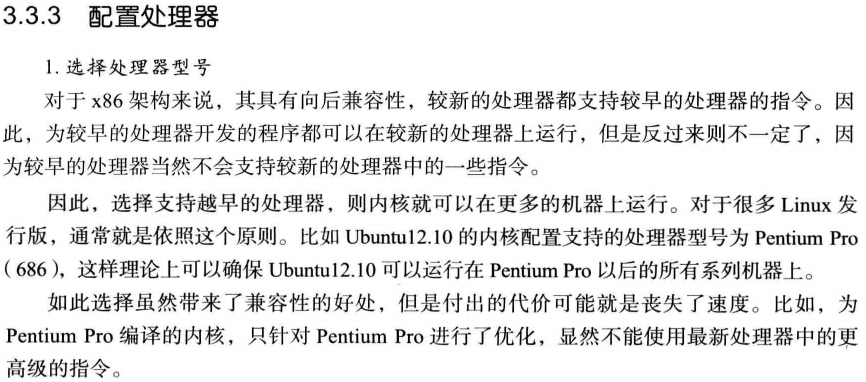 3.3.3 配置处理器
1. 选择处理器型号
对于 x86 架构来说，其具有向后兼容性，较新的处理器都支持较早的处理器的指令。因
此，为较早的处理器开发的程序都可以在较新的处理器上运行，但是反过来则不一定了，因
为较早的处理器当然不会支持较新的处理器中的一些指令。
因此，选择支持越早的处理器，则内核就可以在更多的机器上运行。对于很多 Linux 发
行版，通常就是依照这个原则。比如 Ubuntu12.10 的内核配置支持的处理器型号为 Pentium Pro
（686），这样理论上可以确保 Ubuntu12.10 可以运行在 Pentium Pro 以后的所有系列机器上。
如此选择虽然带来了兼容性的好处，但是付出的代价可能就是丧失了速度。比如，为
Pentium Pro 编译的内核，只针对 Pentium Pro 进行了优化，显然不能使用最新处理器中的更
高级的指令。